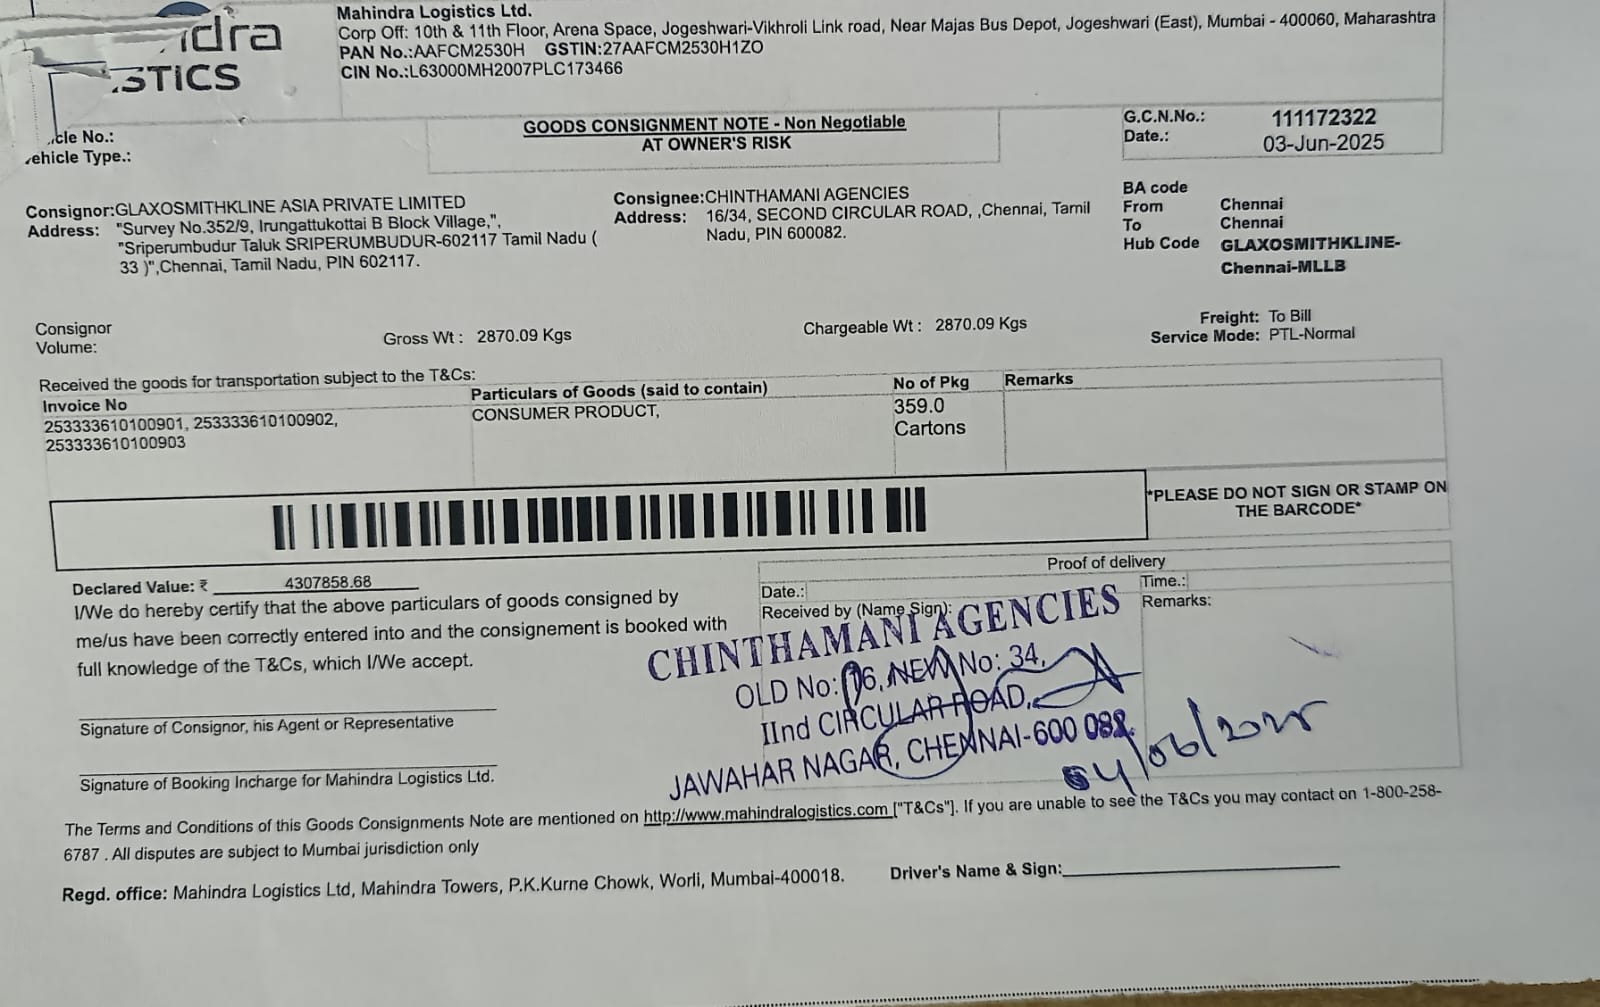 Mahindra Logistics Ltd.
Corp Off: 10th & 11th Floor, Arena Space, Jogeshwari-Vikhroli Link road, Near Majas Bus Depot, Jogeshwari (East), Mumbai - 400060, Maharashtra
PAN No.:AAFCM2530H GSTIN:27AAFCM2530H1ZO
CIN No.:L63000MH2007PLC173466
dra
STICS
cle No.:
ehicle Type.:
GOODS CONSIGNMENT NOTE - Non Negotiable
AT OWNER'S RISK
G.C.N.No.: 111172322
Date.: 03-Jun-2025
Consignor:GLAXOSMITHKLINE ASIA PRIVATE LIMITED
Address: "Survey No.352/9, Irungattukottai B Block Village,",
"Sriperumbudur Taluk SRIPERUMBUDUR-602117 Tamil Nadu (
33 )",Chennai, Tamil Nadu, PIN 602117.
Consignee:CHINTHAMANI AGENCIES
Address: 16/34, SECOND CIRCULAR ROAD, ,Chennai, Tamil
Nadu, PIN 600082.
BA code
From Chennai
To Chennai
Hub Code GLAXOSMITHKLINE-
Chennai-MLLB
Consignor
Volume:
Gross Wt : 2870.09 Kgs
Chargeable Wt : 2870.09 Kgs
Freight: To Bill
Service Mode: PTL-Normal
Received the goods for transportation subject to the T&Cs:
Invoice No Particulars of Goods (said to contain) No of Pkg Remarks
253333610100901, 253333610100902, CONSUMER PRODUCT, 359.0
253333610100903 Cartons
*PLEASE DO NOT SIGN OR STAMP ON
THE BARCODE*
Declared Value: ₹ 4307858.68
I/We do hereby certify that the above particulars of goods consigned by
me/us have been correctly entered into and the consignement is booked with
full knowledge of the T&Cs, which I/We accept.
Proof of delivery
Date.: Time.:
Received by (Name Sign): Remarks:
CHINTHAMANI AGENCIES
OLD No: 16, NEW No: 34,
IInd CIRCULAR ROAD,
JAWAHAR NAGAR, CHENNAI-600 082.
04/06/2025
Signature of Consignor, his Agent or Representative
Signature of Booking Incharge for Mahindra Logistics Ltd.
The Terms and Conditions of this Goods Consignments Note are mentioned on http://www.mahindralogistics.com ["T&Cs"]. If you are unable to see the T&Cs you may contact on 1-800-258-
6787 . All disputes are subject to Mumbai jurisdiction only
Regd. office: Mahindra Logistics Ltd, Mahindra Towers, P.K.Kurne Chowk, Worli, Mumbai-400018.
Driver's Name & Sign: